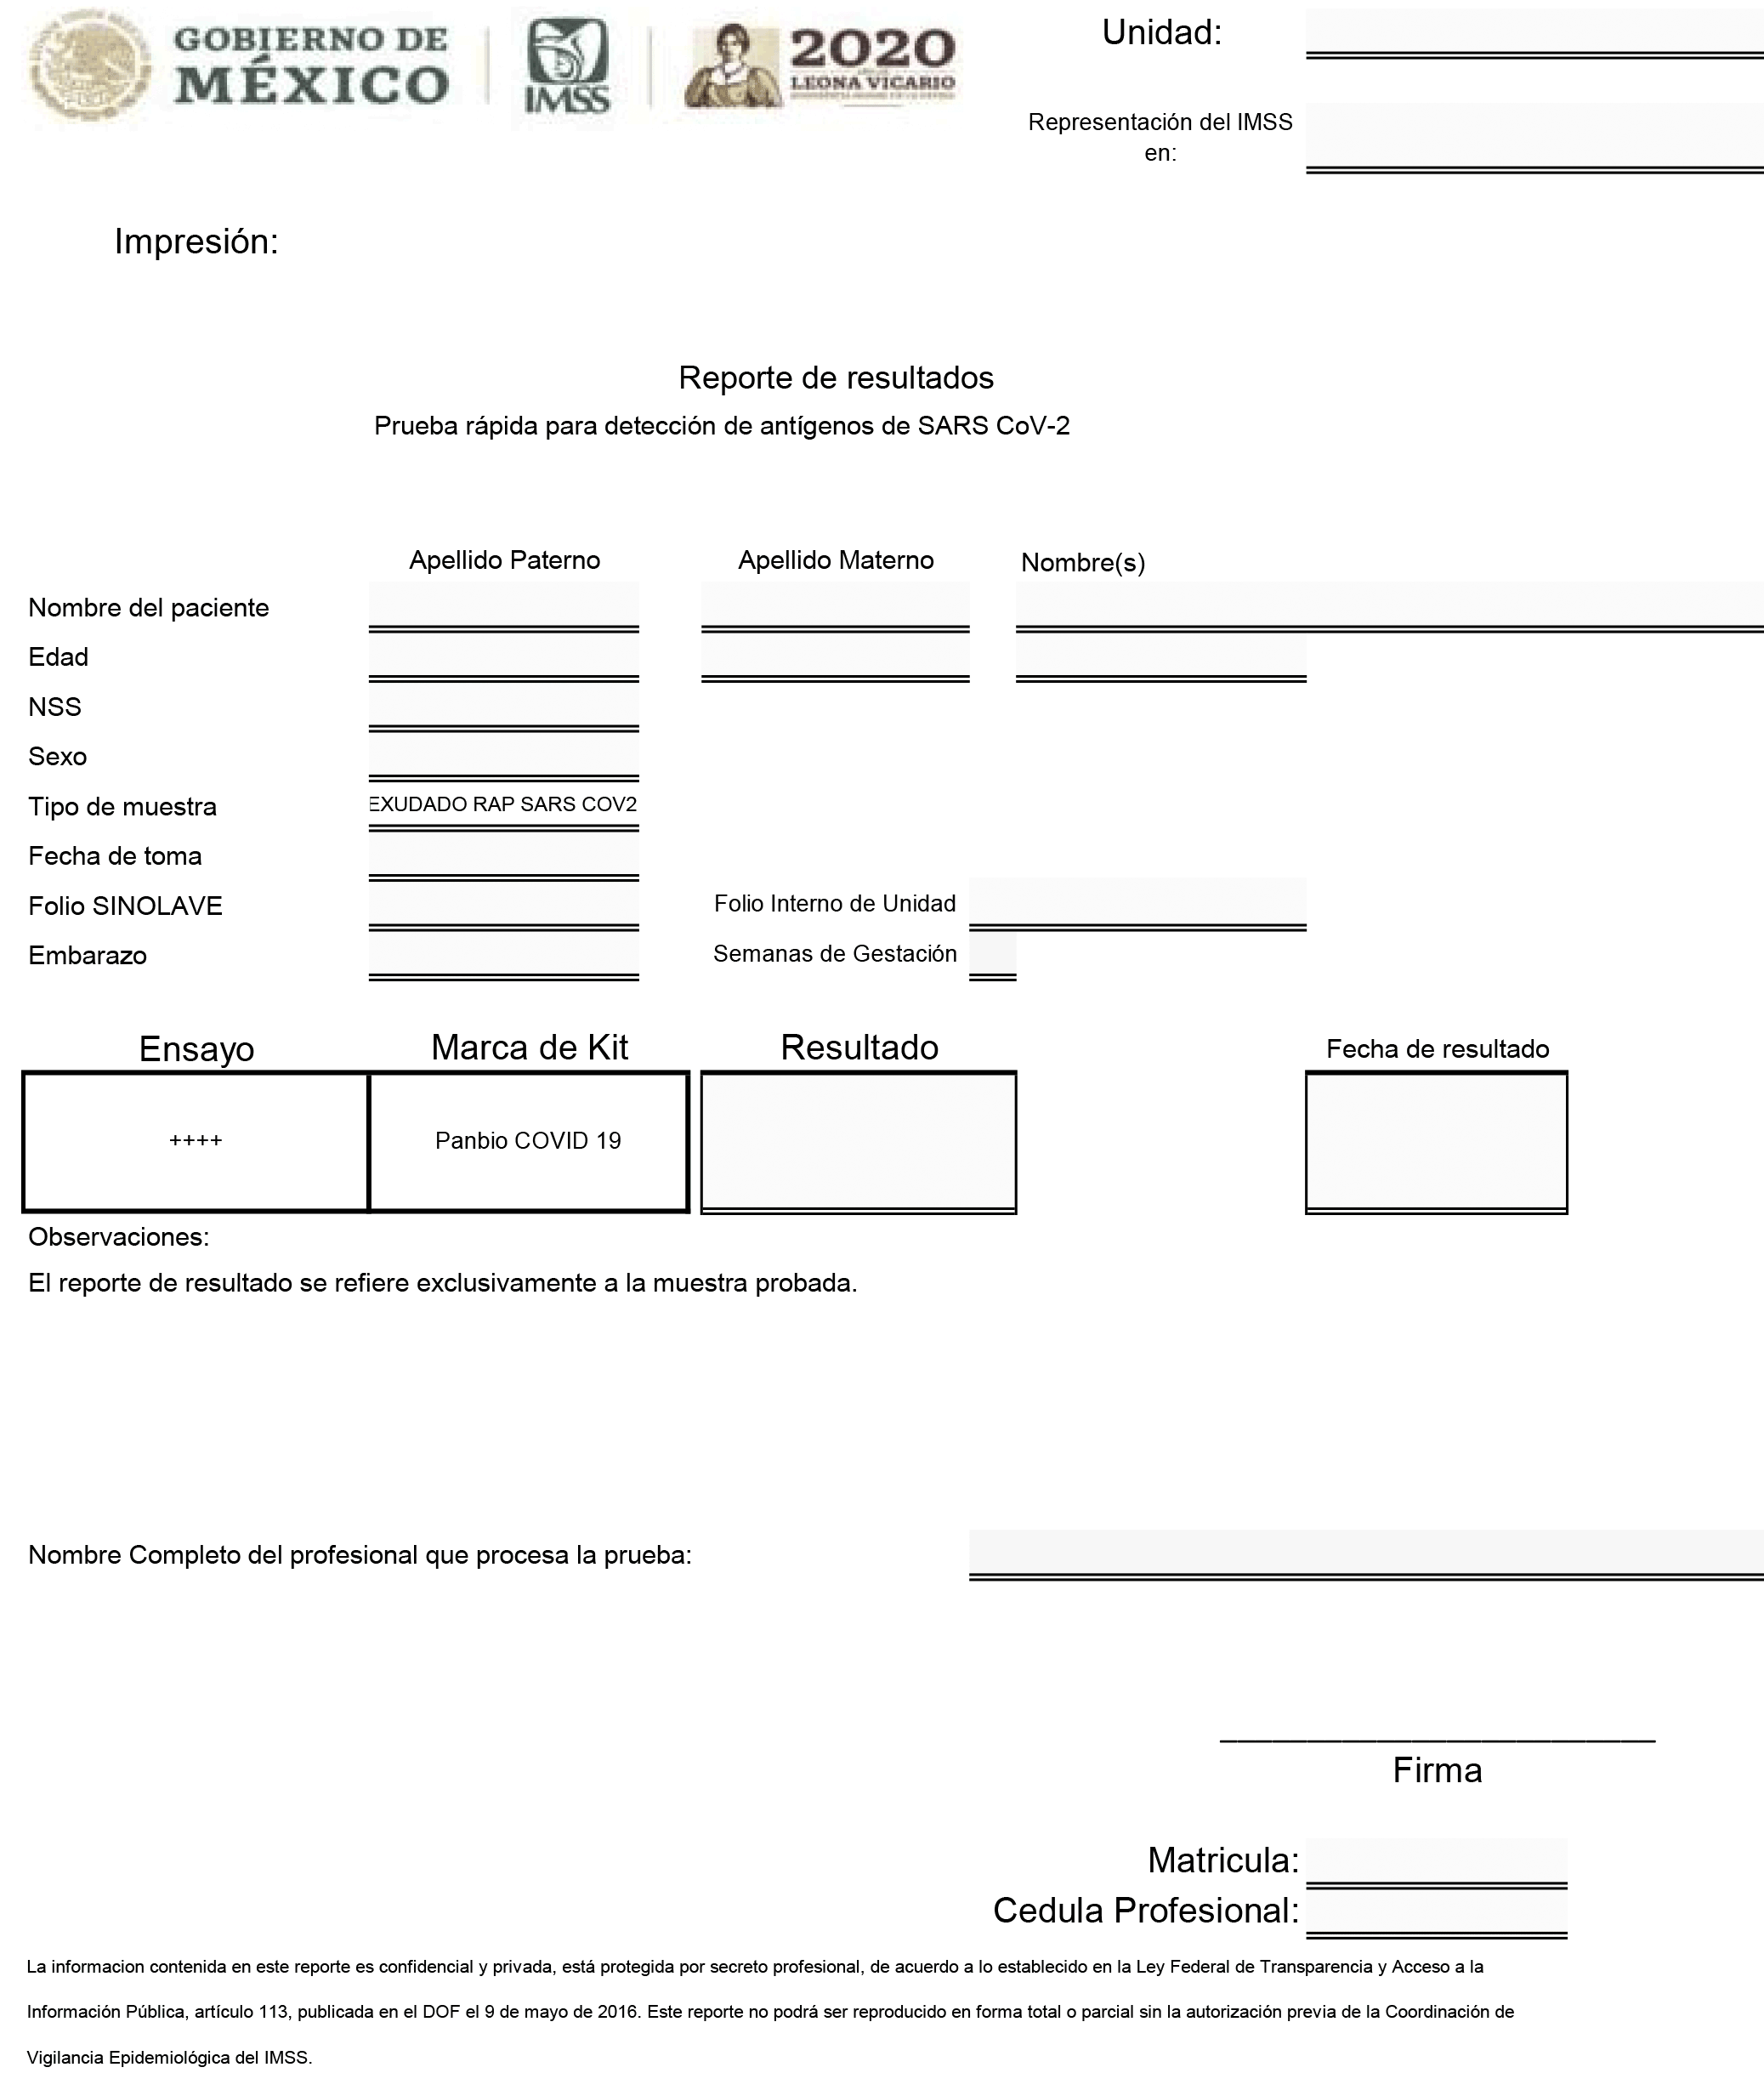 GOBIERNO DE
MÉXICO
IMSS
2020
LEONA VICARIO
Unidad:
Representación del IMSS
en:
Impresión:
Reporte de resultados
Prueba rápida para detección de antígenos de SARS CoV-2
Apellido Paterno Apellido Materno Nombre(s)
Nombre del paciente
Edad
NSS
Sexo
Tipo de muestra EXUDADO RAP SARS COV2
Fecha de toma
Folio SINOLAVE Folio Interno de Unidad
Embarazo Semanas de Gestación
Ensayo Marca de Kit Resultado Fecha de resultado
++++ Panbio COVID 19
Observaciones:
El reporte de resultado se refiere exclusivamente a la muestra probada.
Nombre Completo del profesional que procesa la prueba:
Firma
Matricula:
Cedula Profesional:
La informacion contenida en este reporte es confidencial y privada, está protegida por secreto profesional, de acuerdo a lo establecido en la Ley Federal de Transparencia y Acceso a la
Información Pública, artículo 113, publicada en el DOF el 9 de mayo de 2016. Este reporte no podrá ser reproducido en forma total o parcial sin la autorización previa de la Coordinación de
Vigilancia Epidemiológica del IMSS.